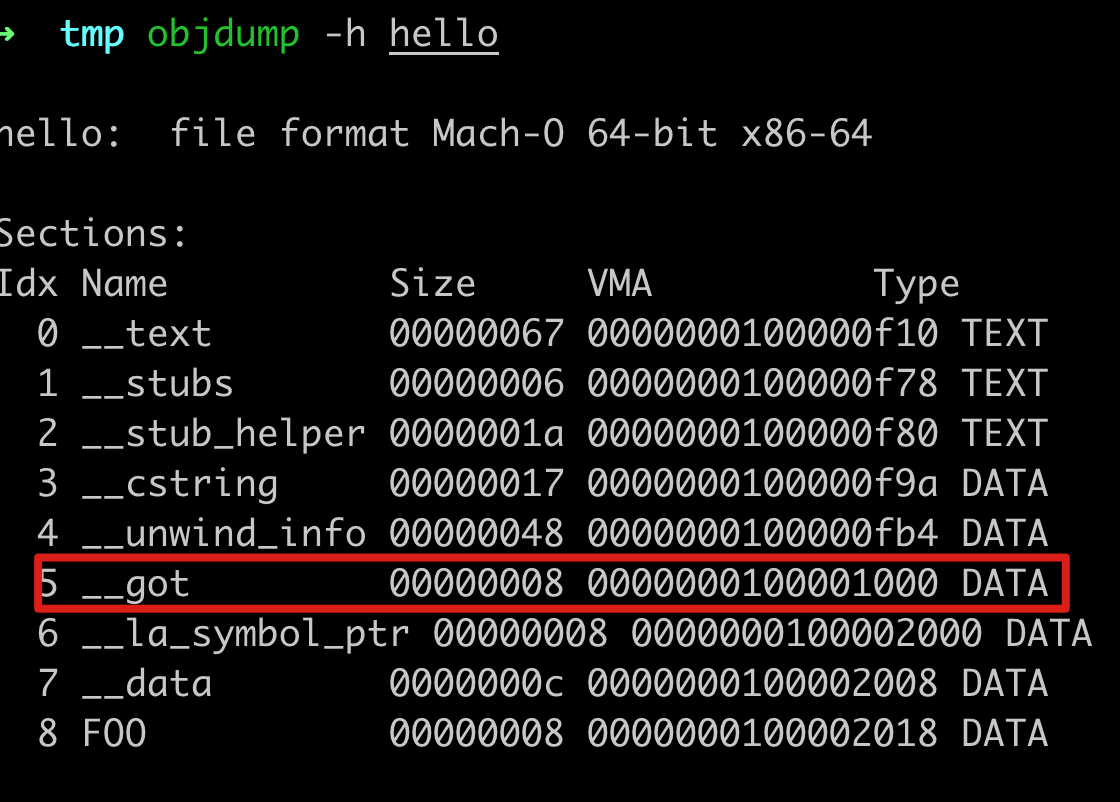 →  tmp objdump -h hello
hello:  file format Mach-O 64-bit x86-64
Sections:
Idx Name          Size     VMA          Type
  0 __text        00000067 0000000100000f10 TEXT
  1 __stubs       00000006 0000000100000f78 TEXT
  2 __stub_helper 0000001a 0000000100000f80 TEXT
  3 __cstring     00000017 0000000100000f9a DATA
  4 __unwind_info 00000048 0000000100000fb4 DATA
  5 __got         00000008 0000000100001000 DATA
  6 __la_symbol_ptr 00000008 0000000100002000 DATA
  7 __data        0000000c 0000000100002008 DATA
  8 FOO           00000008 0000000100002018 DATA